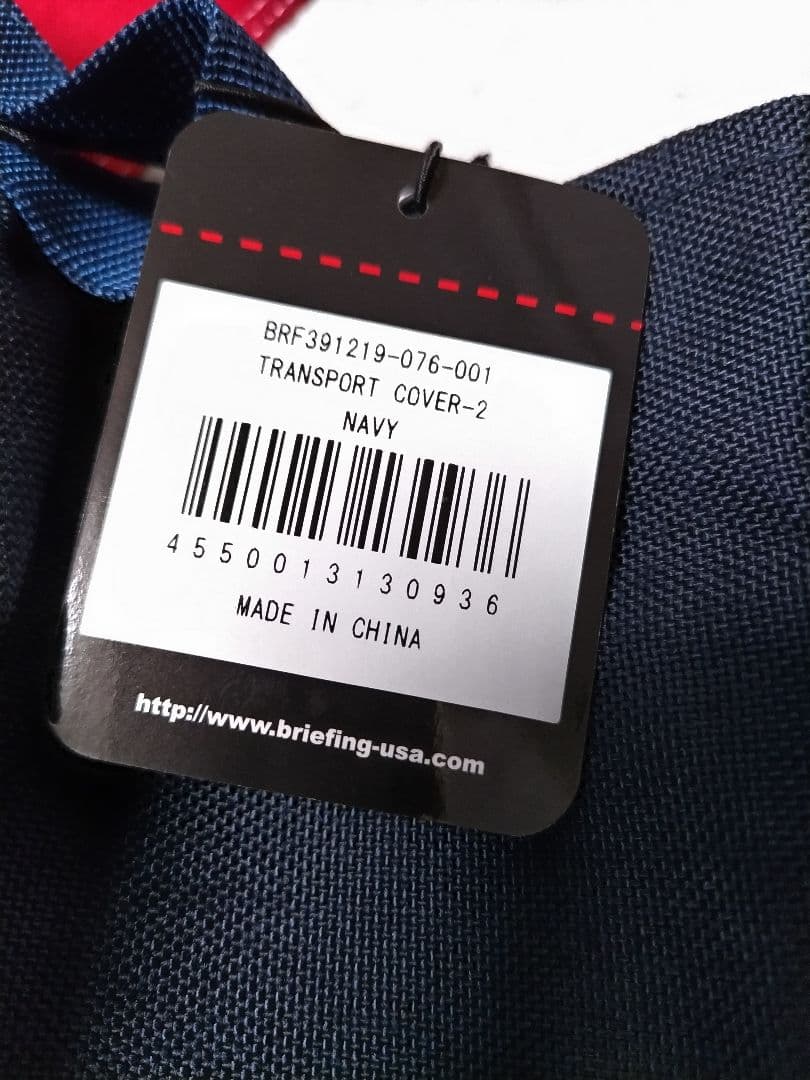 BRF391219-076-001
TRANSPORT COVER-2
NAVY
4550013130936
MADE IN CHINA
http://www.briefing-usa.com